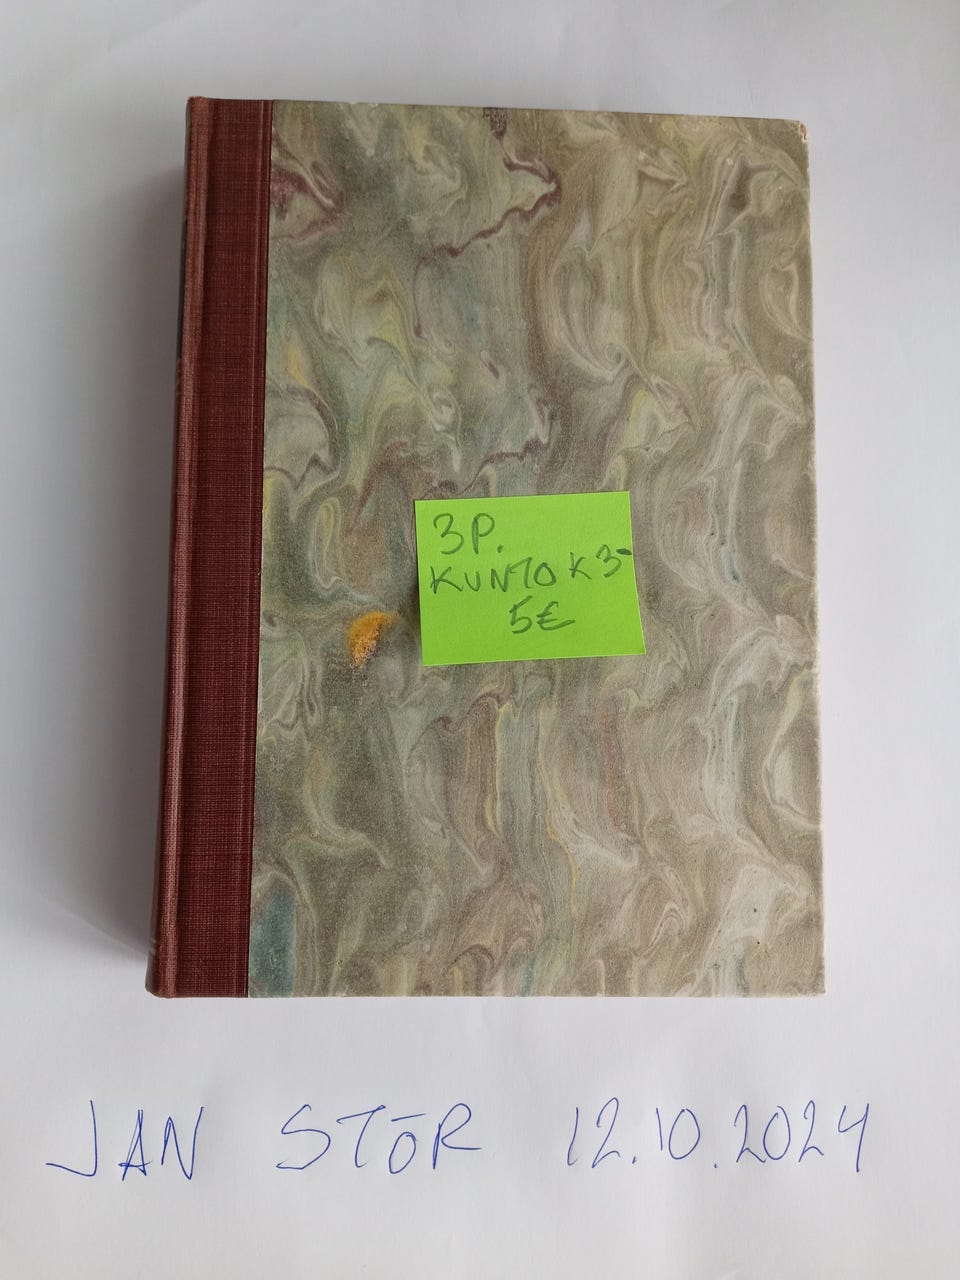 3P.
KUNTO K3-
5€
JAN STÖR 12.10.2024